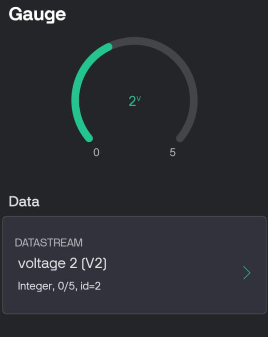 Gauge
2V
0 5
Data
DATASTREAM
voltage 2 (V2)
Integer, 0/5, id=2